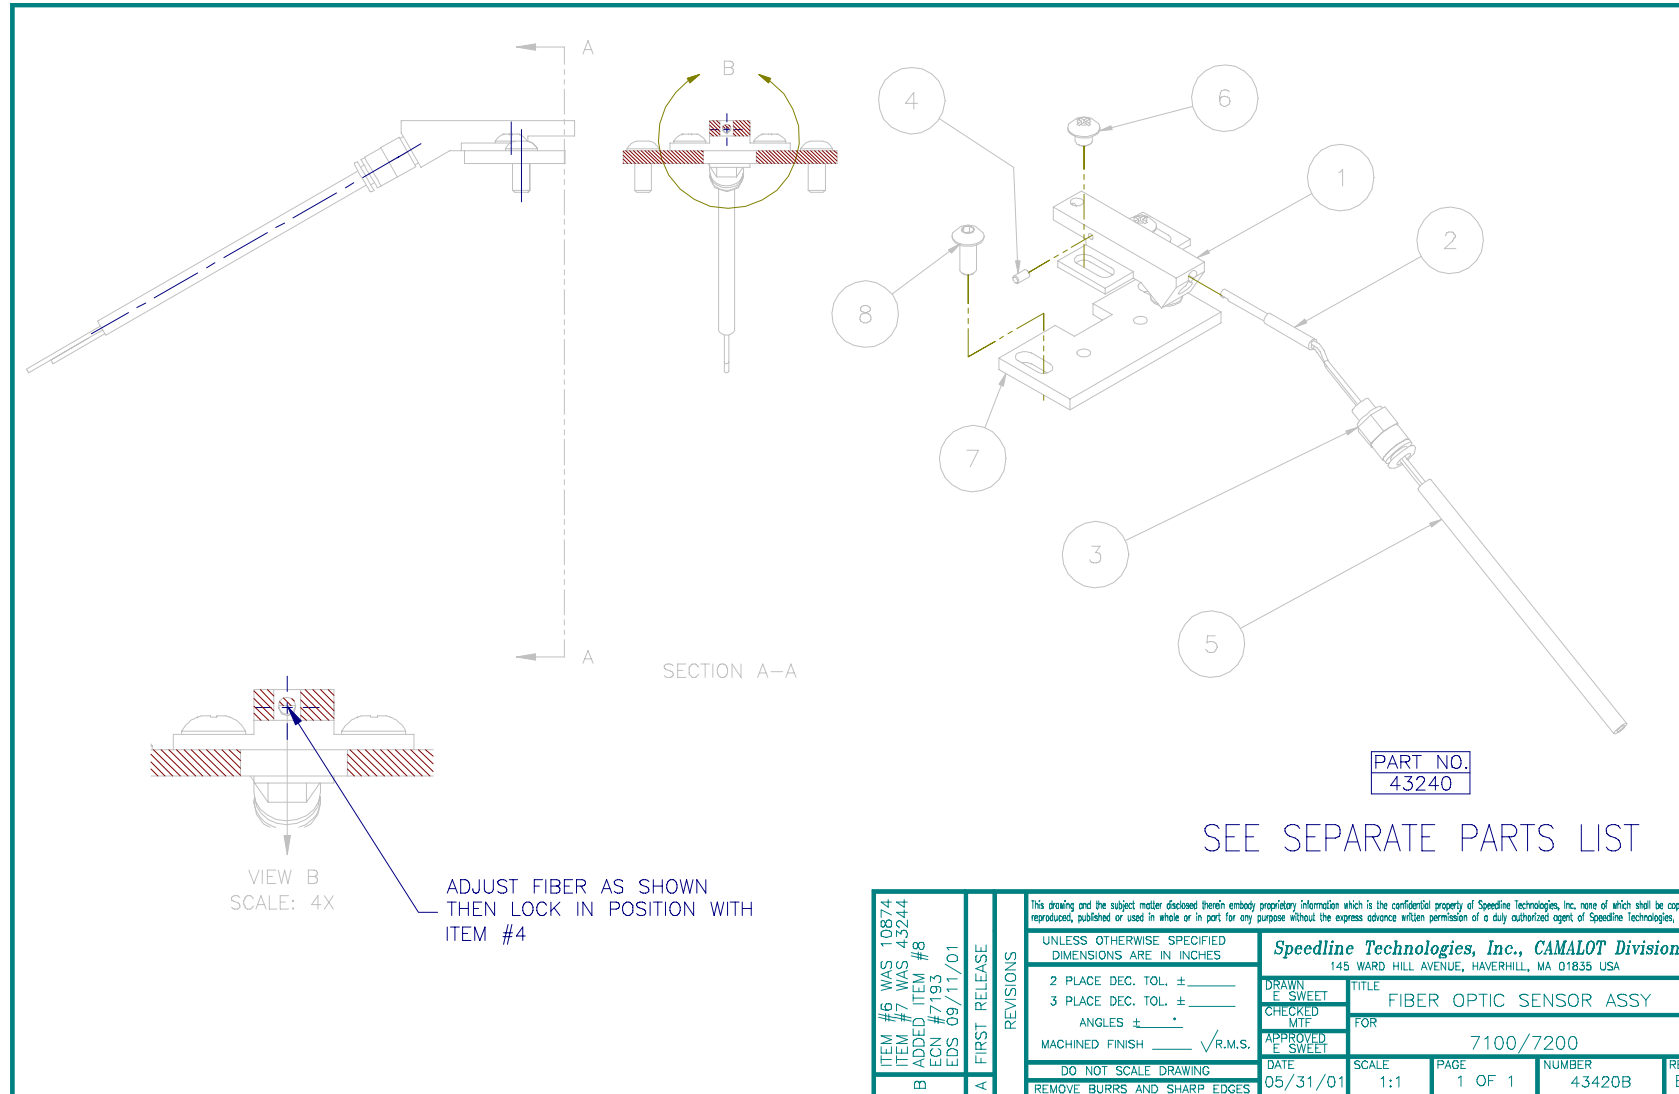 A
B
4
6
1
2
8
7
3
5
A
SECTION A-A
VIEW B
SCALE: 4X
ADJUST FIBER AS SHOWN
THEN LOCK IN POSITION WITH
ITEM #4
PART NO.
43240
SEE SEPARATE PARTS LIST
ITEM #6 WAS 10874
ITEM #7 WAS 43244
ADDED ITEM #8
ECN #7193
EDS 09/11/01
B
FIRST RELEASE
A
REVISIONS
This drawing and the subject matter disclosed therein embody proprietary information which is the confidential property of Speedline Technologies, Inc. none of which shall be cop
reproduced, published or used in whole or in part for any purpose without the express advance written permission of a duly authorized agent of Speedline Technologies,
UNLESS OTHERWISE SPECIFIED
DIMENSIONS ARE IN INCHES
2 PLACE DEC. TOL. ±
3 PLACE DEC. TOL. ±
ANGLES ± °
MACHINED FINISH √R.M.S.
DO NOT SCALE DRAWING
REMOVE BURRS AND SHARP EDGES
Speedline Technologies, Inc., CAMALOT Division
145 WARD HILL AVENUE, HAVERHILL, MA 01835 USA
DRAWN
E SWEET
TITLE
FIBER OPTIC SENSOR ASSY
CHECKED
MTF
FOR
7100/7200
APPROVED
E SWEET
DATE
05/31/01
SCALE
1:1
PAGE
1 OF 1
NUMBER
43420B